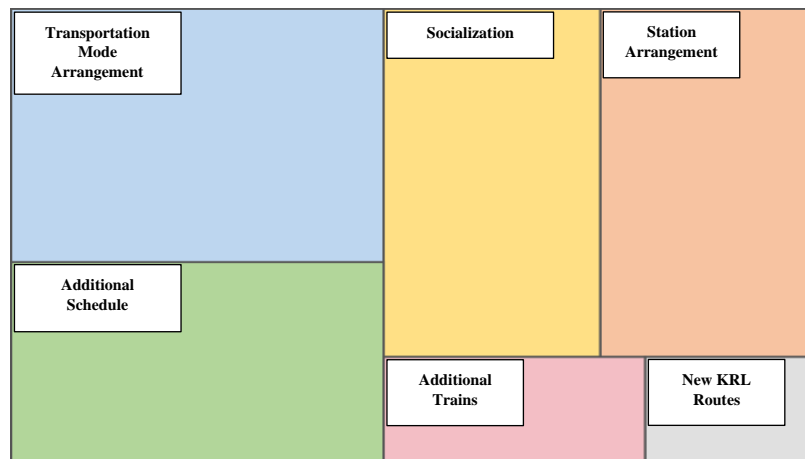 Transportation
Mode
Arrangement
Socialization
Station
Arrangement
Additional
Schedule
Additional
Trains
New KRL
Routes